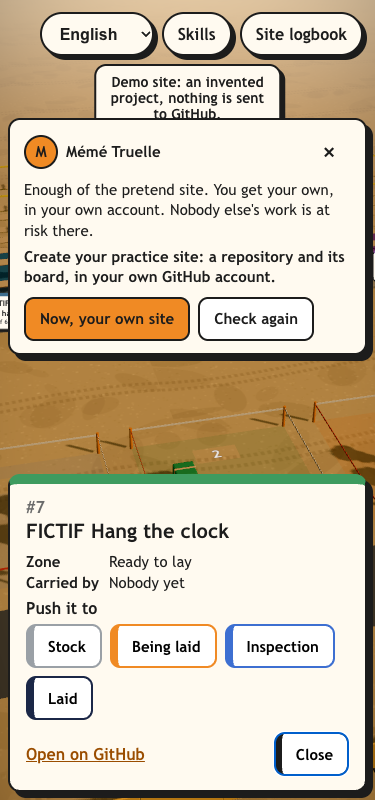 English
Skills
Site logbook
Demo site: an invented
project, nothing is sent
to GitHub.
M
Mémé Truelle
×
Enough of the pretend site. You get your own,
in your own account. Nobody else's work is at
risk there.
Create your practice site: a repository and its
board, in your own GitHub account.
Now, your own site
Check again
2
#7
FICTIF Hang the clock
Zone Ready to lay
Carried by Nobody yet
Push it to
Stock
Being laid
Inspection
Laid
Open on GitHub
Close